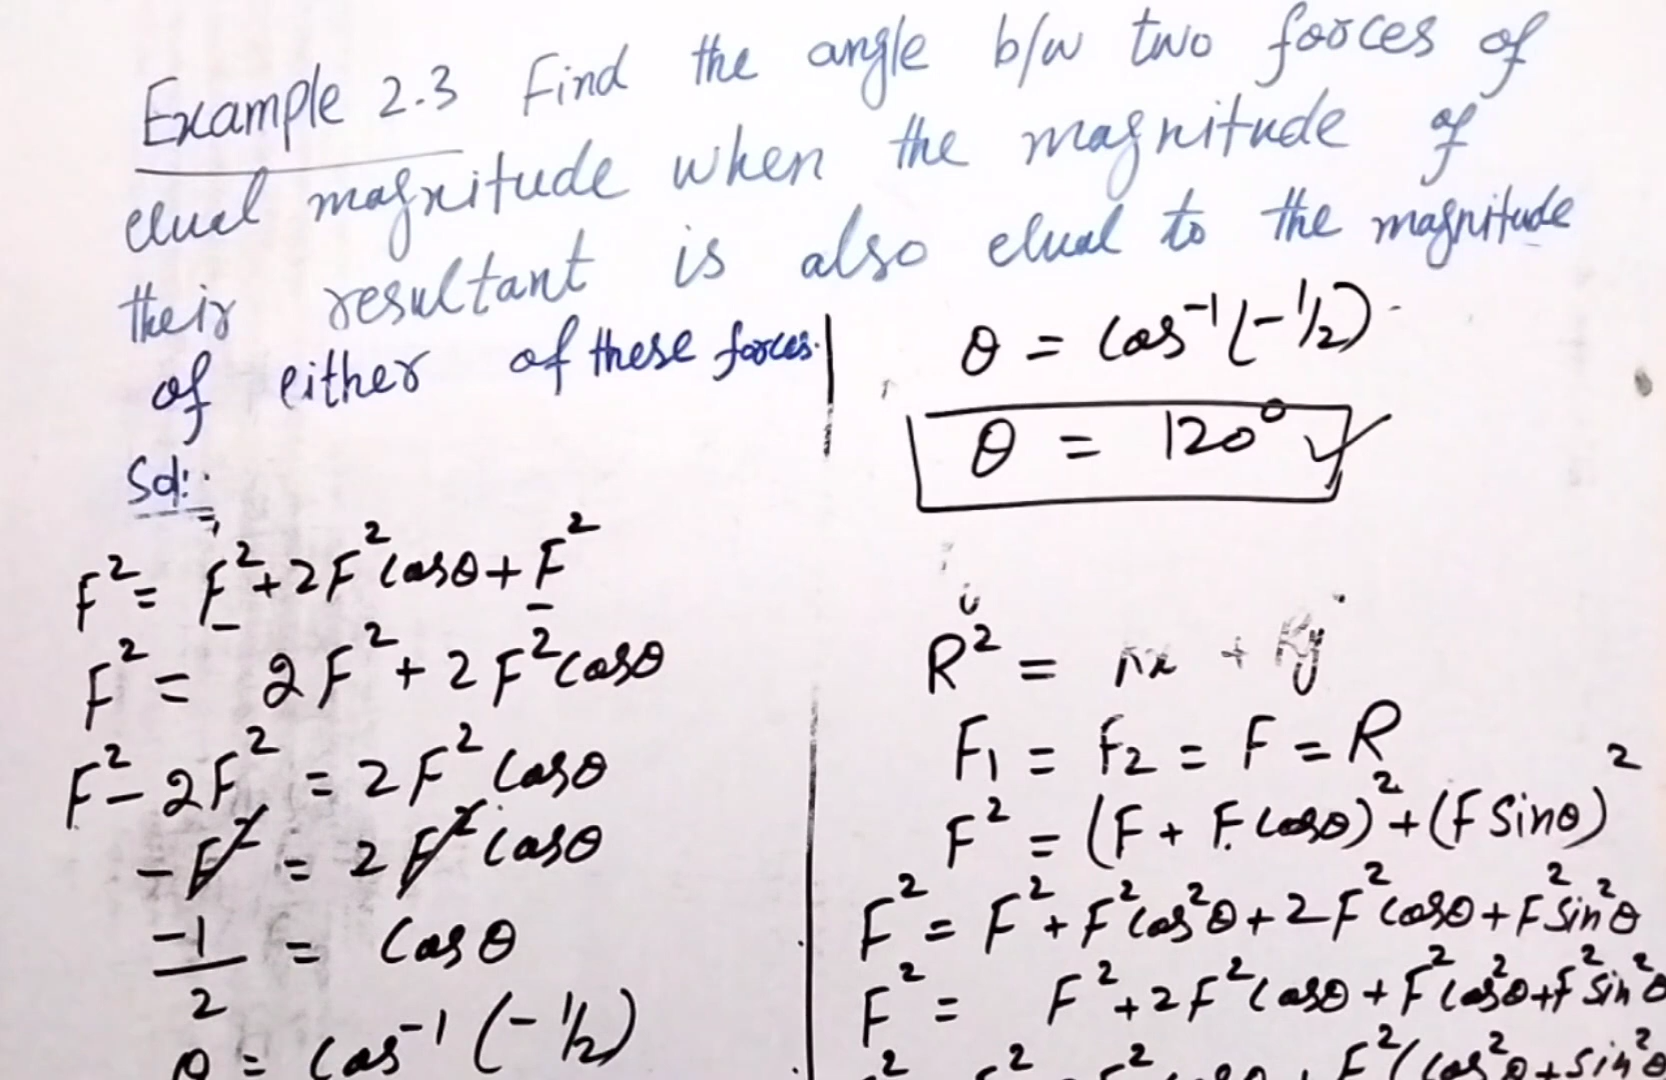 Example 2.3 Find the angle b/w two forces of
equal magnitude when the magnitude of
their resultant is also equal to the magnitude
of either of these forces.
Sol:
F² = F² + 2F² cosθ + F²
F² = 2F² + 2F² cosθ
F² - 2F² = 2F² cosθ
-F² = 2F² cosθ
-1/2 = cosθ
θ = cos⁻¹ (-1/2)
θ = cos⁻¹ (-1/2)
θ = 120°
R² = Rx + Ry
F₁ = F₂ = F = R
F² = (F + F cosθ)² + (F Sinθ)²
F² = F² + F² cos²θ + 2F² cosθ + F² sin²θ
F² = F² + 2F² cosθ + F² cos²θ + F² sin²θ